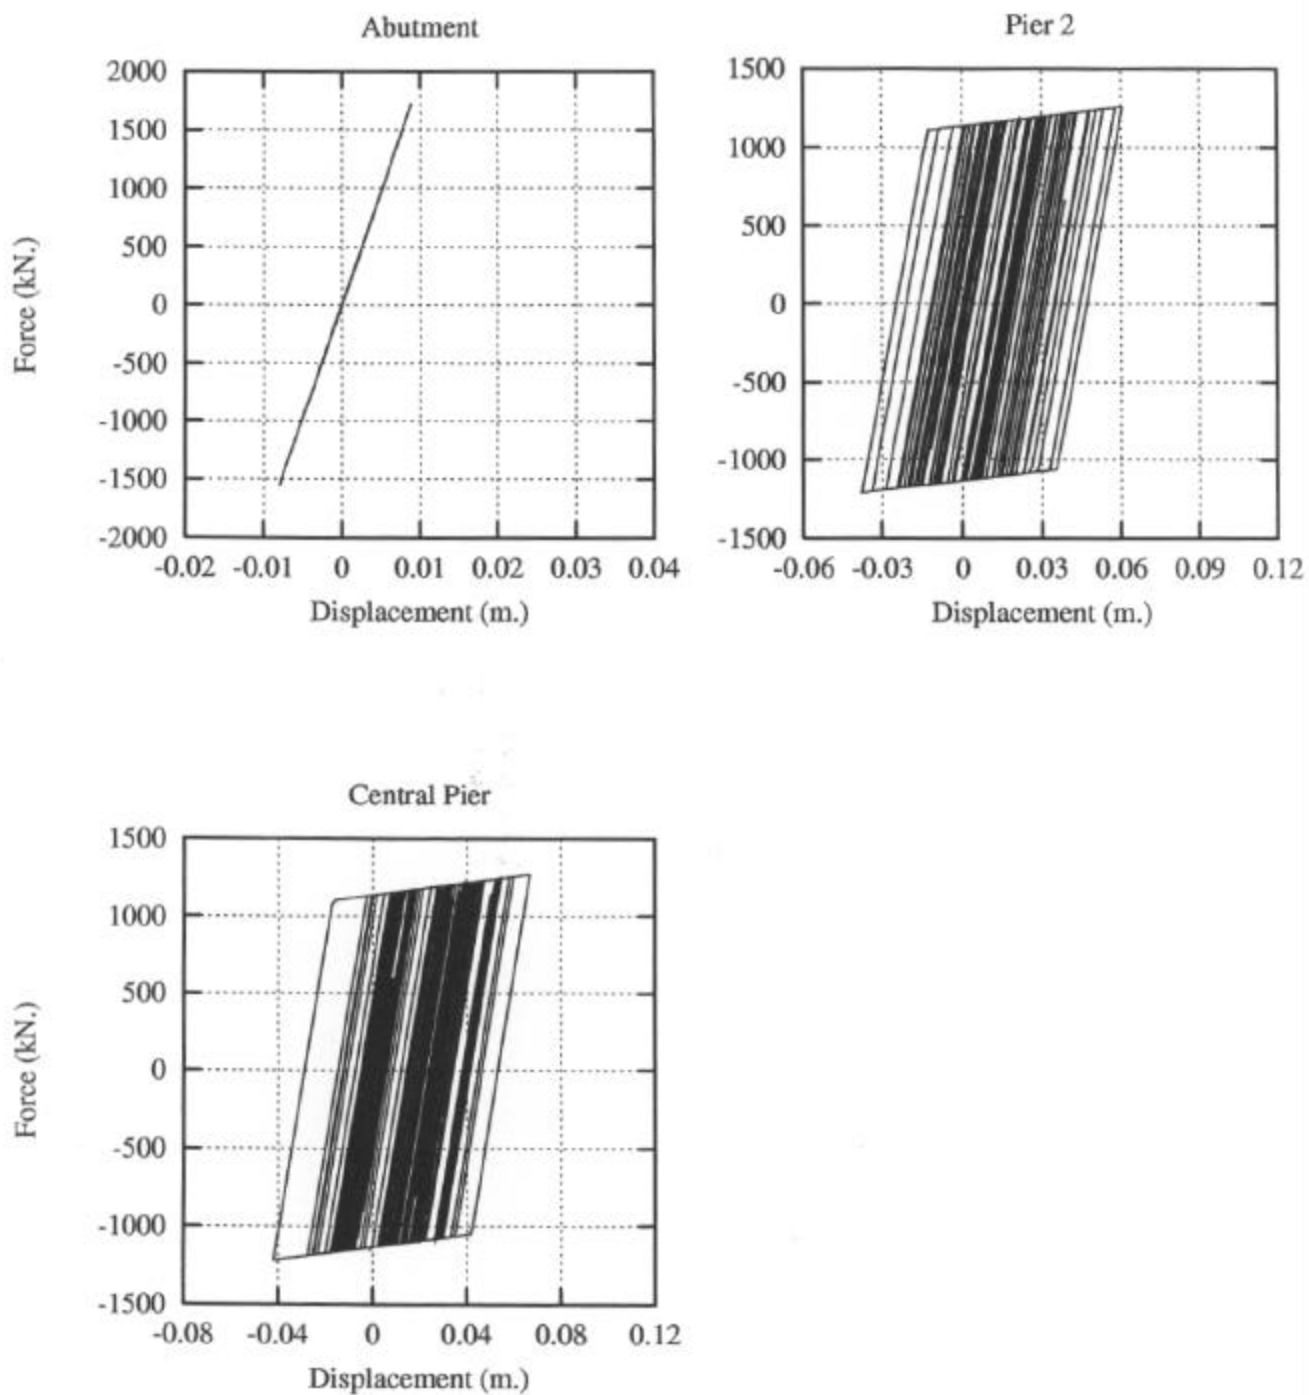 Abutment
Force (kN.)
2000
1500
1000
500
0
-500
-1000
-1500
-2000
-0.02 -0.01 0 0.01 0.02 0.03 0.04
Displacement (m.)
Pier 2
1500
1000
500
0
-500
-1000
-1500
-0.06 -0.03 0 0.03 0.06 0.09 0.12
Displacement (m.)
Central Pier
Force (kN.)
1500
1000
500
0
-500
-1000
-1500
-0.08 -0.04 0 0.04 0.08 0.12
Displacement (m.)